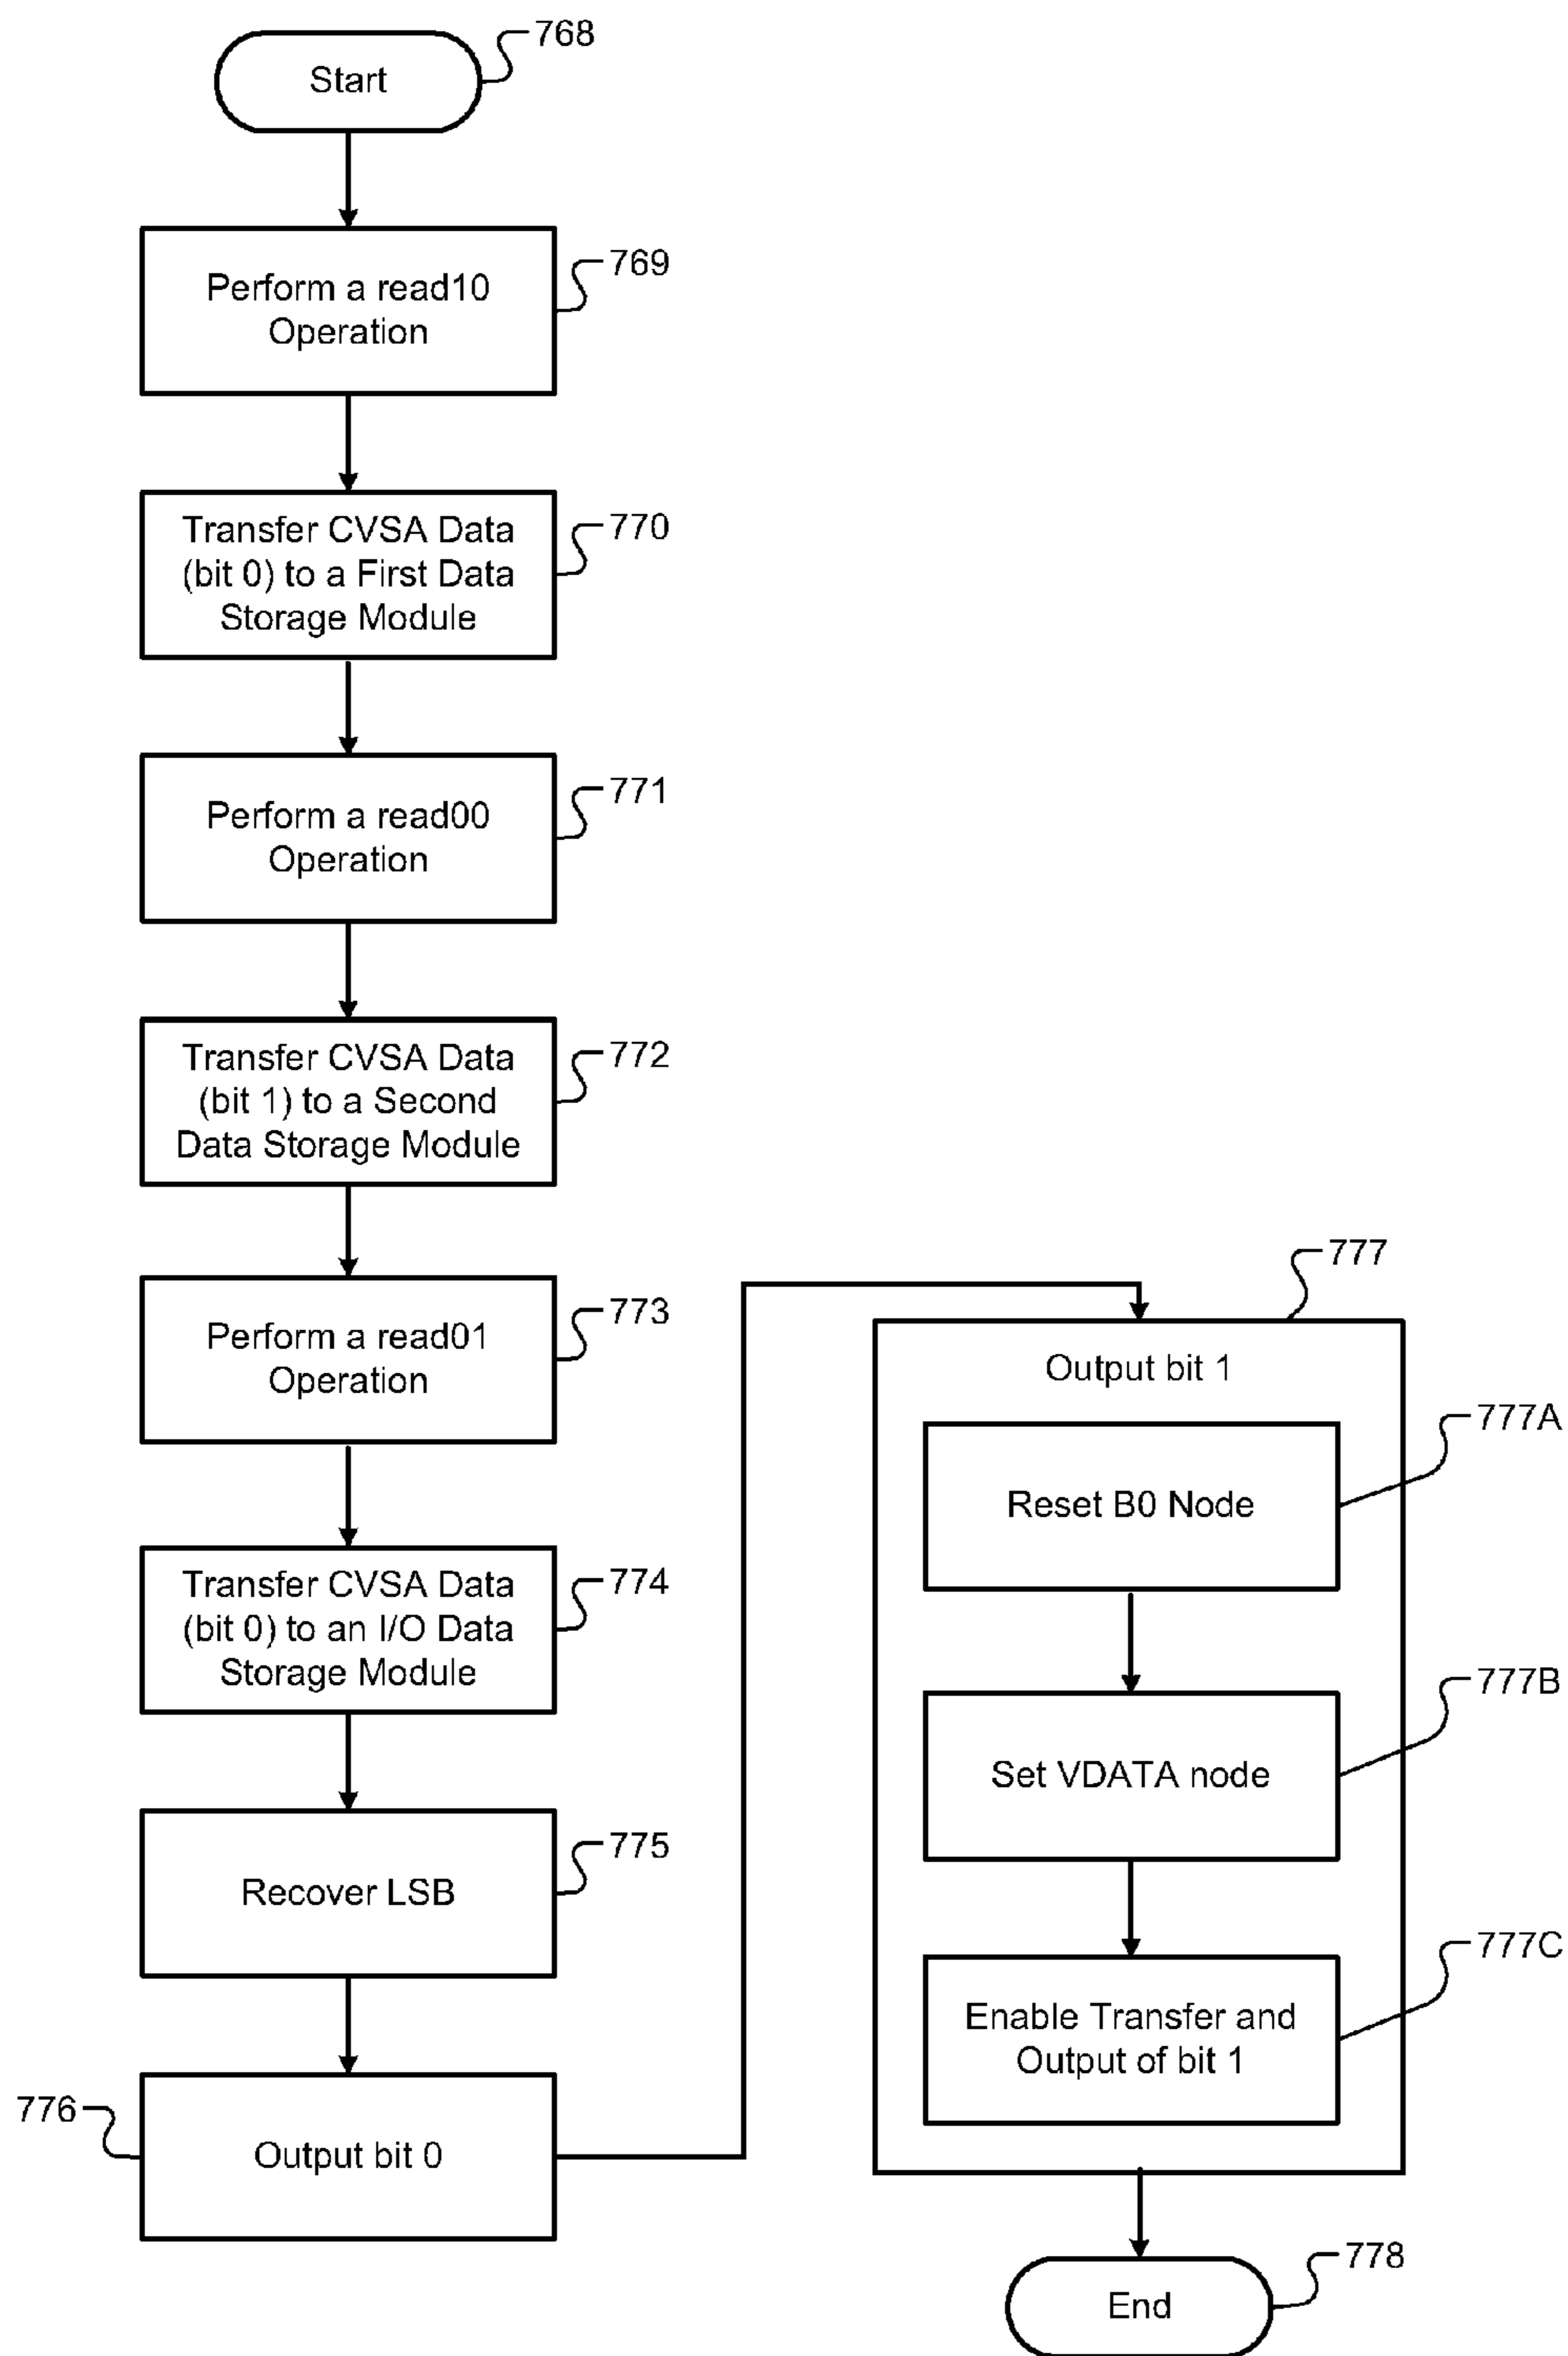 Start
768
Perform a read10
Operation
769
Transfer CVSA Data
(bit 0) to a First Data
Storage Module
770
Perform a read00
Operation
771
Transfer CVSA Data
(bit 1) to a Second
Data Storage Module
772
Perform a read01
Operation
773
Transfer CVSA Data
(bit 0) to an I/O Data
Storage Module
774
Recover LSB
775
776
Output bit 0
777
Output bit 1
Reset B0 Node
777A
Set VDATA node
777B
Enable Transfer and
Output of bit 1
777C
End
778